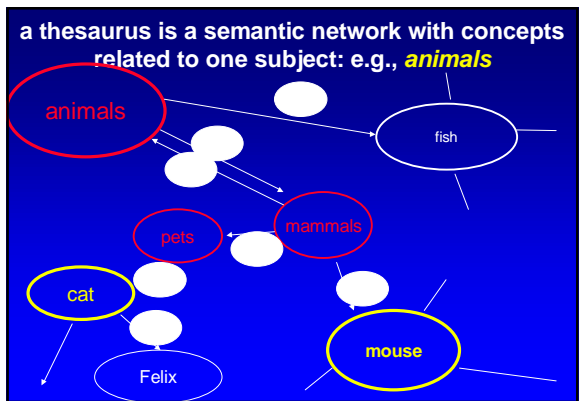 a thesaurus is a semantic network with concepts
related to one subject: e.g., animals
animals
fish
mammals
pets
cat
mouse
Felix